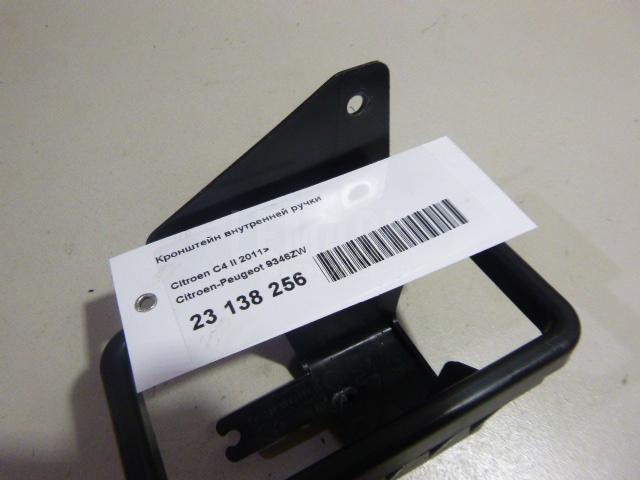 Кронштейн внутренней ручки
Citroen C4 II 2011>
Citroen-Peugeot 9346ZW
23 138 256